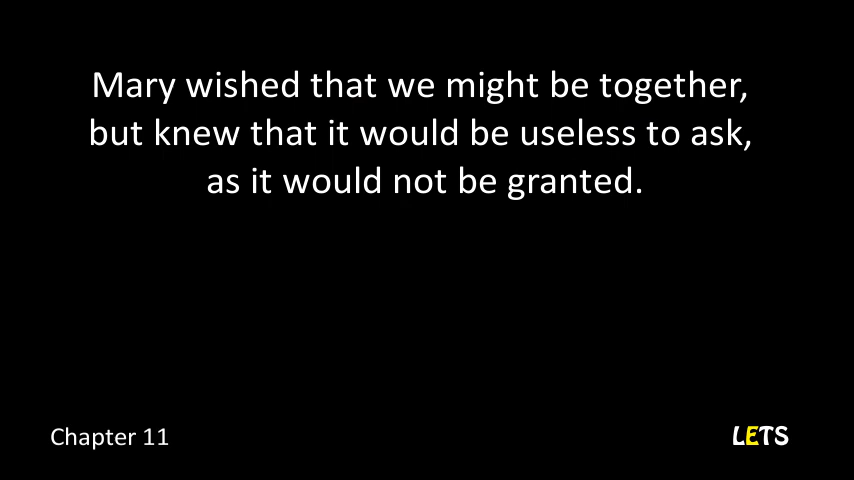 Mary wished that we might be together,
but knew that it would be useless to ask,
as it would not be granted.
Chapter 11
LETS